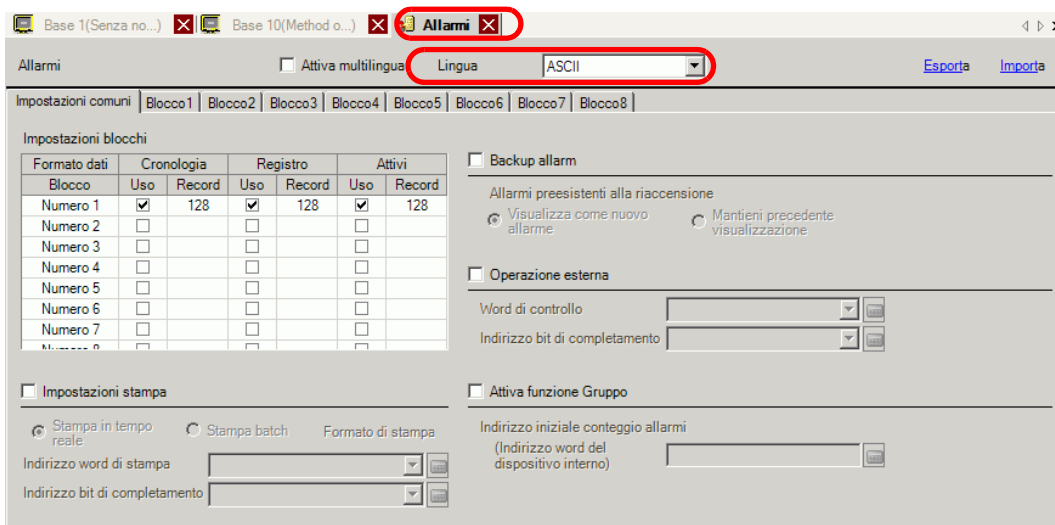 Base 1(Senza no...) Base 10(Method o...) Allarmi
Allarmi Attiva multilingua Lingua ASCII Esporta Importa
Impostazioni comuni Blocco1 Blocco2 Blocco3 Blocco4 Blocco5 Blocco6 Blocco7 Blocco8
Impostazioni blocchi
Formato dati Cronologia Registro Attivi
Blocco Uso Record Uso Record Uso Record
Numero 1 128 128 128
Numero 2
Numero 3
Numero 4
Numero 5
Numero 6
Numero 7
Numero 8
Backup allarm
Allarmi preesistenti alla riaccensione
Visualizza come nuovo allarme
Mantieni precedente visualizzazione
Operazione esterna
Word di controllo
Indirizzo bit di completamento
Impostazioni stampa
Stampa in tempo reale
Stampa batch
Formato di stampa
Indirizzo word di stampa
Indirizzo bit di completamento
Attiva funzione Gruppo
Indirizzo iniziale conteggio allarmi
(Indirizzo word del
dispositivo interno)